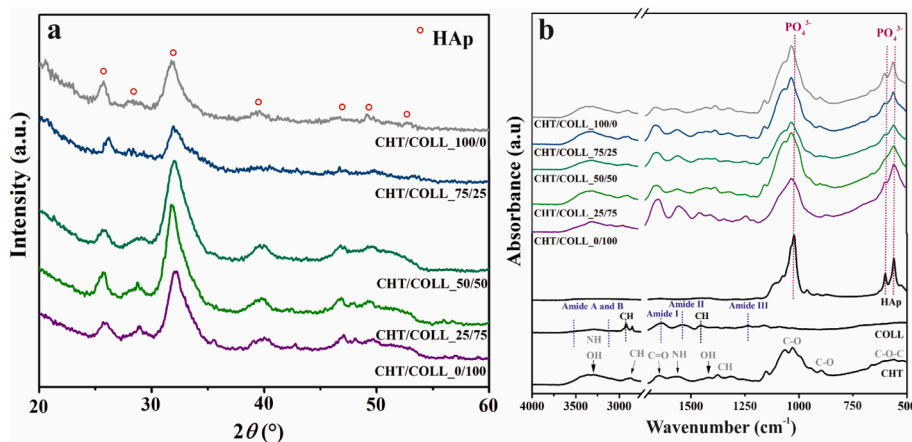 a
HAp
CHT/COLL_100/0
CHT/COLL_75/25
CHT/COLL_50/50
CHT/COLL_25/75
CHT/COLL_0/100
Intensity (a.u.)
20 30 40 50 60
2θ (°)
b
PO₄³⁻ PO₄³⁻
CHT/COLL_100/0
CHT/COLL_75/25
CHT/COLL_50/50
CHT/COLL_25/75
CHT/COLL_0/100
HAp
Amide A and B CH Amide I Amide II CH Amide III
COLL
NH
OH CH C=O NH OH CH C-O C-O C-O-C
CHT
Absorbance (a.u)
4000 3500 3000 1500 1000 500
Wavenumber (cm⁻¹)